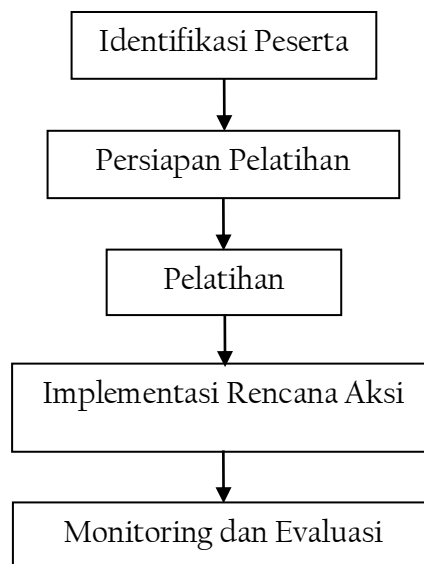 Identifikasi Peserta
Persiapan Pelatihan
Pelatihan
Implementasi Rencana Aksi
Monitoring dan Evaluasi